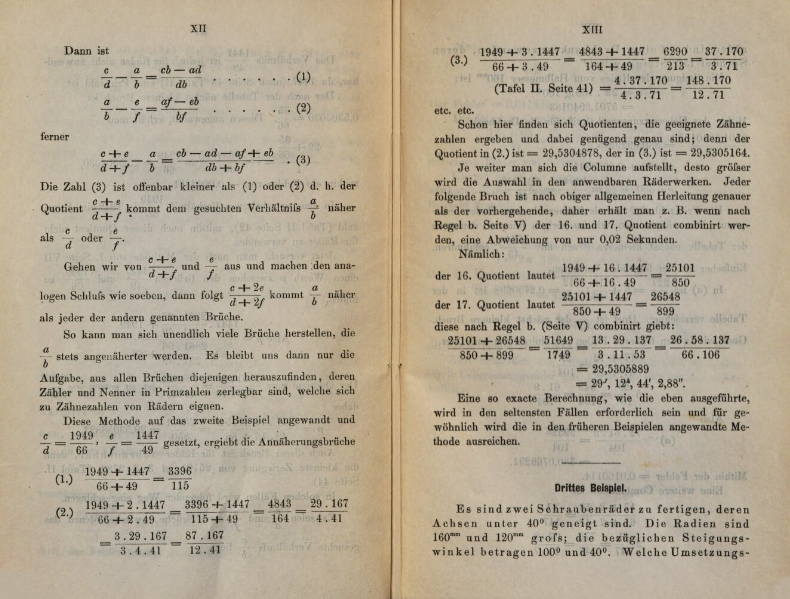 XII
Dann ist
c/d — a/b = cb — ad/db . . . . . . (1)
a/b — e/f = af — eb/bf . . . . . . (2)
ferner
c + e/d + f — a/b = cb — ad — af + eb/db + bf . (3)
Die Zahl (3) ist offenbar kleiner als (1) oder (2) d. h. der
Quotient c + e/d + f kommt dem gesuchten Verhältnifs a/b näher
als c/d oder e/f.
Gehen wir von c + e/d + f und e/f aus und machen den ana-
logen Schlufs wie soeben, dann folgt c + 2e/d + 2f kommt a/b näher
als jeder der andern genannten Brüche.
So kann man sich unendlich viele Brüche herstellen, die
a/b stets angenäherter werden. Es bleibt uns dann nur die
Aufgabe, aus allen Brüchen diejenigen herauszufinden, deren
Zähler und Nenner in Primzahlen zerlegbar sind, welche sich
zu Zähnezahlen von Rädern eignen.
Diese Methode auf das zweite Beispiel angewandt und
c/d = 1949/66, e/f = 1447/49 gesetzt, ergiebt die Annäherungsbrüche
(1.) 1949 + 1447/66 + 49 = 3396/115
(2.) 1949 + 2 . 1447/66 + 2 . 49 = 3396 + 1447/115 + 49 = 4843/164 = 29 . 167/4 . 41
= 3 . 29 . 167/3 . 4 . 41 = 87 . 167/12 . 41
XIII
(3.) 1949 + 3 . 1447/66 + 3 . 49 = 4843 + 1447/164 + 49 = 6290/213 = 37 . 170/3 . 71
(Tafel II. Seite 41) = 4 . 37 . 170/4 . 3 . 71 = 148 . 170/12 . 71
etc. etc.
Schon hier finden sich Quotienten, die geeignete Zähne-
zahlen ergeben und dabei genügend genau sind; denn der
Quotient in (2.) ist = 29,5304878, der in (3.) ist = 29,5305164.
Je weiter man sich die Columne aufstellt, desto gröfser
wird die Auswahl in den anwendbaren Räderwerken. Jeder
folgende Bruch ist nach obiger allgemeinen Herleitung genauer
als der vorhergehende, daher erhält man z. B. wenn nach
Regel b. Seite V) der 16. und 17. Quotient combinirt wer-
den, eine Abweichung von nur 0,02 Sekunden.
Nämlich:
der 16. Quotient lautet 1949 + 16 . 1447/66 + 16 . 49 = 25101/850
der 17. Quotient lautet 25101 + 1447/850 + 49 = 26548/899
diese nach Regel b. (Seite V) combinirt giebt:
25101 + 26548/850 + 899 = 51649/1749 = 13 . 29 . 137/3 . 11 . 53 = 26 . 58 . 137/66 . 106
= 29,5305889
= 29ᵗ, 12ʰ, 44′, 2,88″.
Eine so exacte Berechnung, wie die eben ausgeführte,
wird in den seltensten Fällen erforderlich sein und für ge-
wöhnlich wird die in den früheren Beispielen angewandte Me-
thode ausreichen.
Drittes Beispiel.
Es sind zwei Schraubenräder zu fertigen, deren
Achsen unter 40⁰ geneigt sind. Die Radien sind
160ᵐᵐ und 120ᵐᵐ grofs; die bezüglichen Steigungs-
winkel betragen 100⁰ und 40⁰. Welche Umsetzungs-